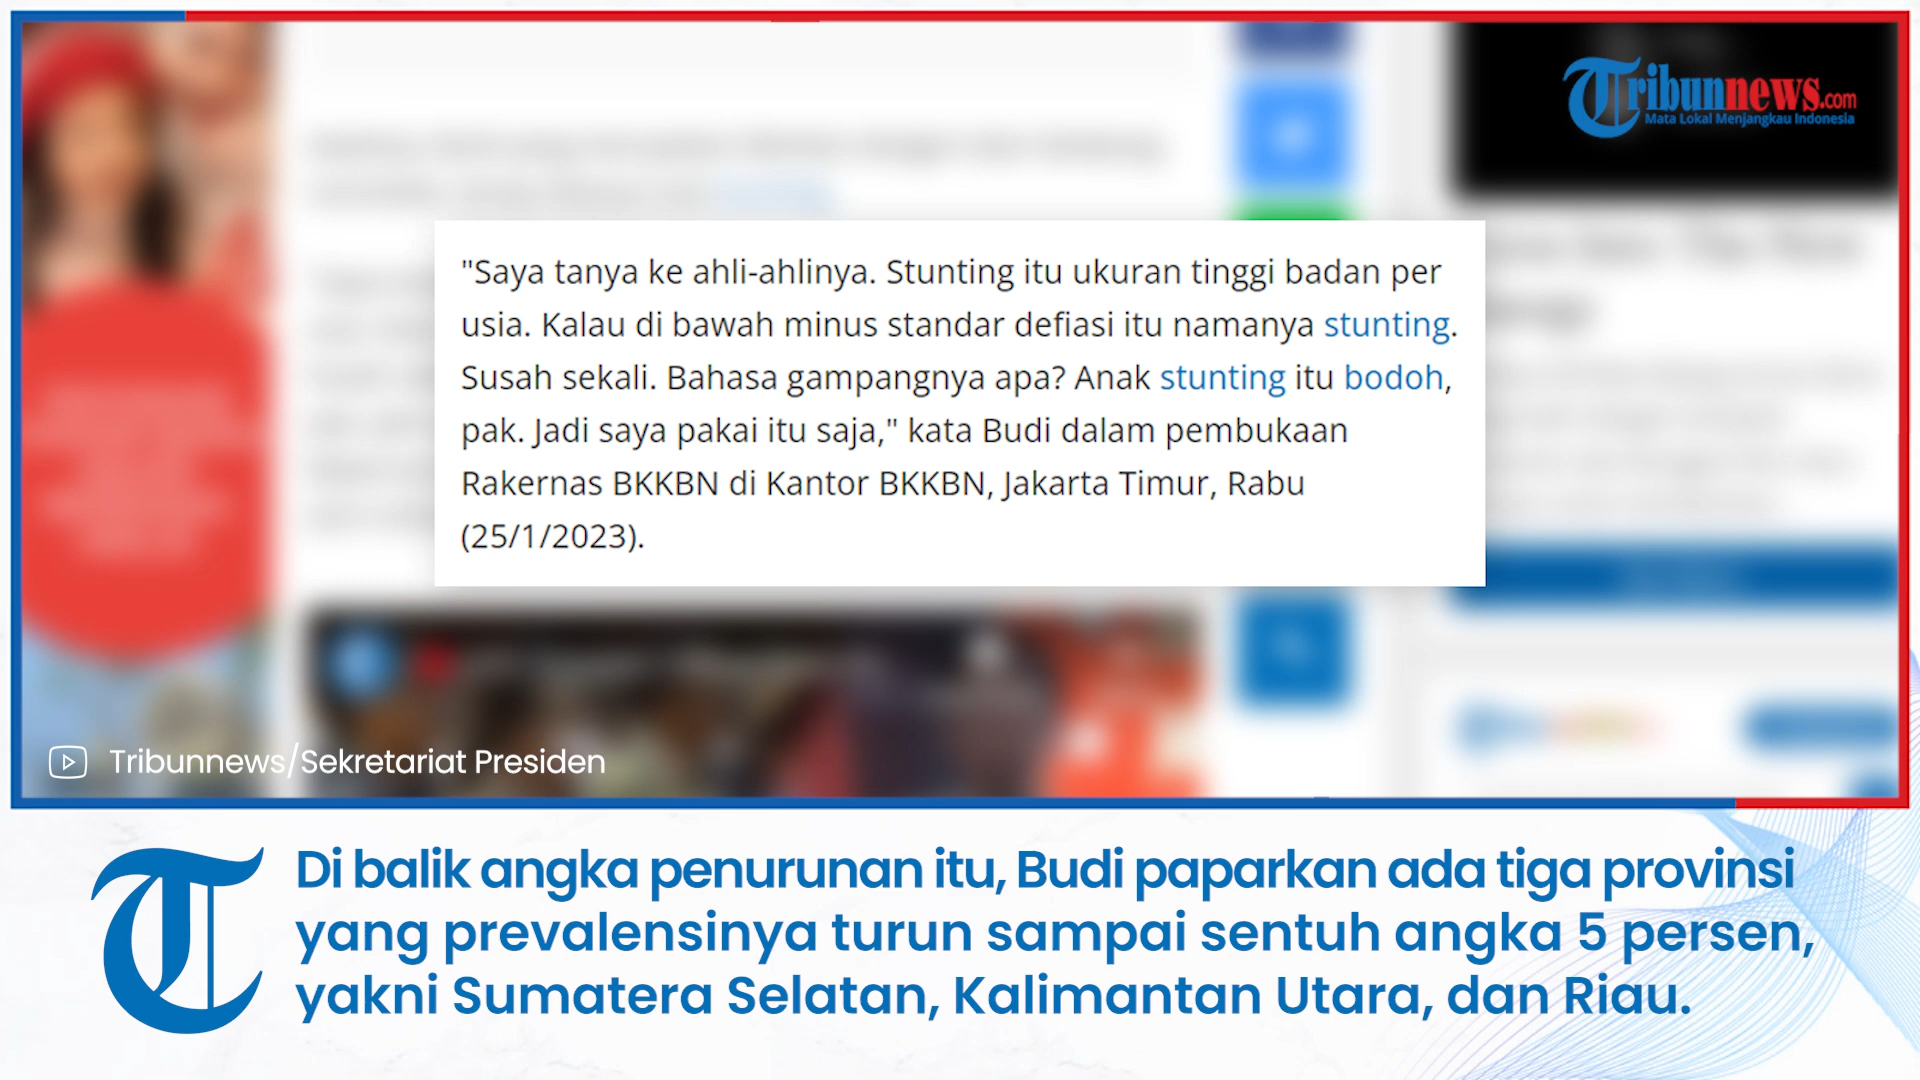 Tribunnews.com
Mata Lokal Menjangkau Indonesia
"Saya tanya ke ahli-ahlinya. Stunting itu ukuran tinggi badan per
usia. Kalau di bawah minus standar defiasi itu namanya stunting.
Susah sekali. Bahasa gampangnya apa? Anak stunting itu bodoh,
pak. Jadi saya pakai itu saja," kata Budi dalam pembukaan
Rakernas BKKBN di Kantor BKKBN, Jakarta Timur, Rabu
(25/1/2023).
Tribunnews/Sekretariat Presiden
T
Di balik angka penurunan itu, Budi paparkan ada tiga provinsi
yang prevalensinya turun sampai sentuh angka 5 persen,
yakni Sumatera Selatan, Kalimantan Utara, dan Riau.